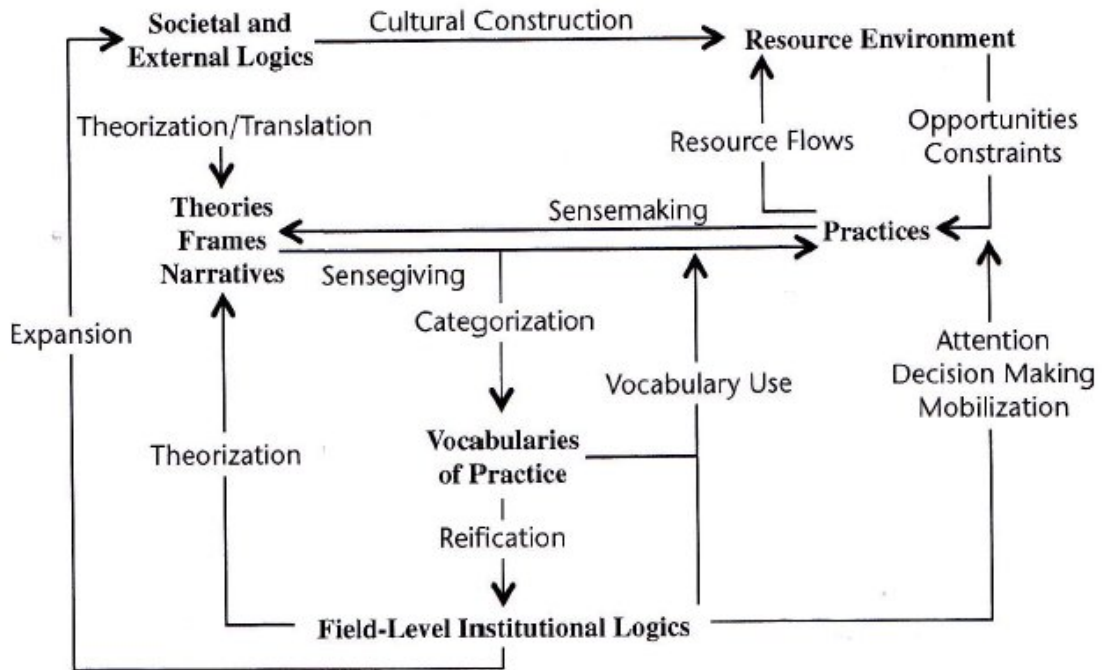 Societal and
External Logics
Cultural Construction
Resource Environment
Theorization/Translation
Resource Flows
Opportunities
Constraints
Theories
Frames
Narratives
Sensemaking
Practices
Sensegiving
Categorization
Expansion
Vocabulary Use
Attention
Decision Making
Mobilization
Theorization
Vocabularies
of Practice
Reification
Field-Level Institutional Logics